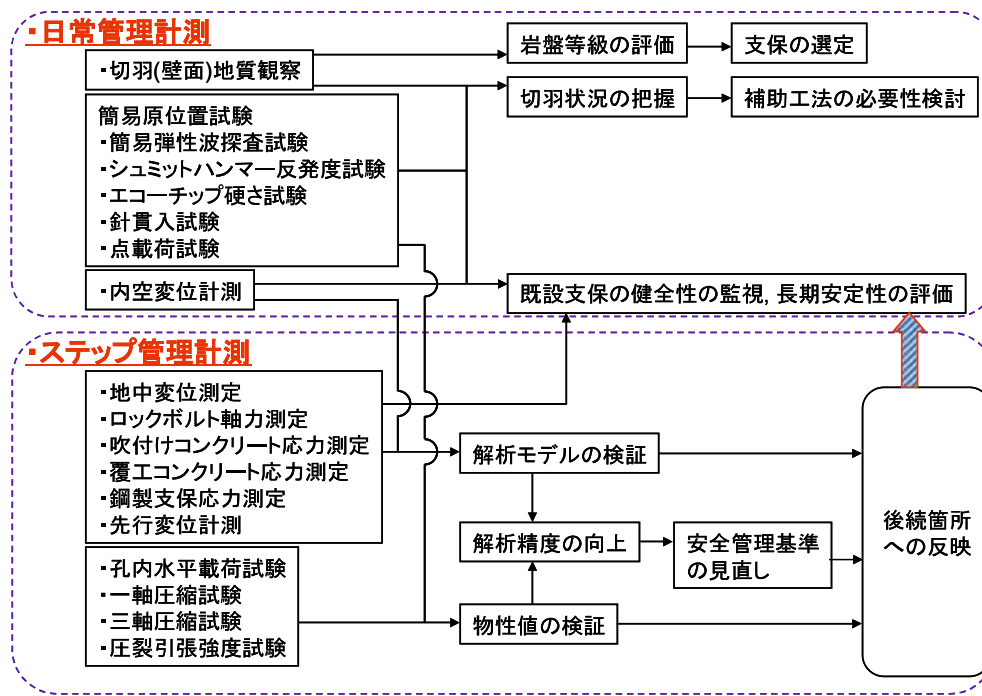 ・日常管理計測
・切羽(壁面)地質観察
岩盤等級の評価
支保の選定
切羽状況の把握
補助工法の必要性検討
簡易原位置試験
・簡易弾性波探査試験
・シュミットハンマー反発度試験
・エコーチップ硬さ試験
・針貫入試験
・点載荷試験
・内空変位計測
既設支保の健全性の監視，長期安定性の評価
・ステップ管理計測
・地中変位測定
・ロックボルト軸力測定
・吹付けコンクリート応力測定
・覆工コンクリート応力測定
・鋼製支保応力測定
・先行変位計測
解析モデルの検証
解析精度の向上
安全管理基準
の見直し
後続箇所
への反映
・孔内水平載荷試験
・一軸圧縮試験
・三軸圧縮試験
・圧裂引張強度試験
物性値の検証